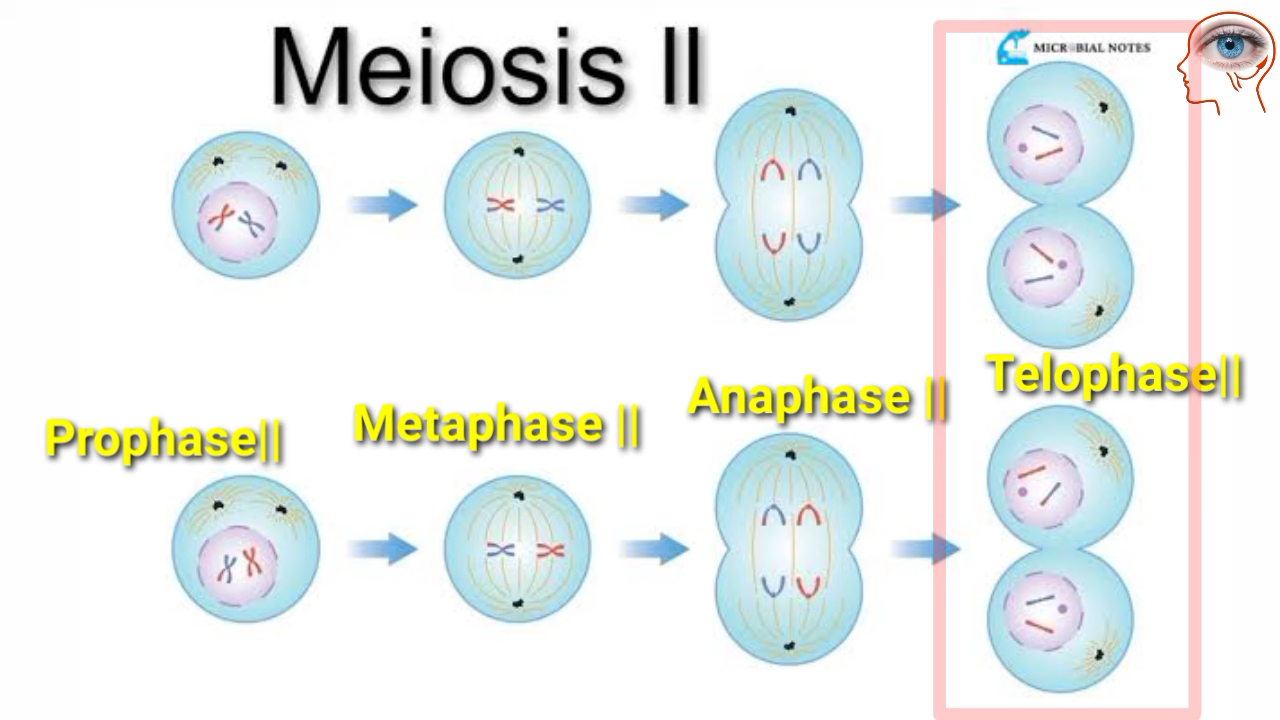 Meiosis II
MICROBIAL NOTES
Prophase||
Metaphase ||
Anaphase ||
Telophase||